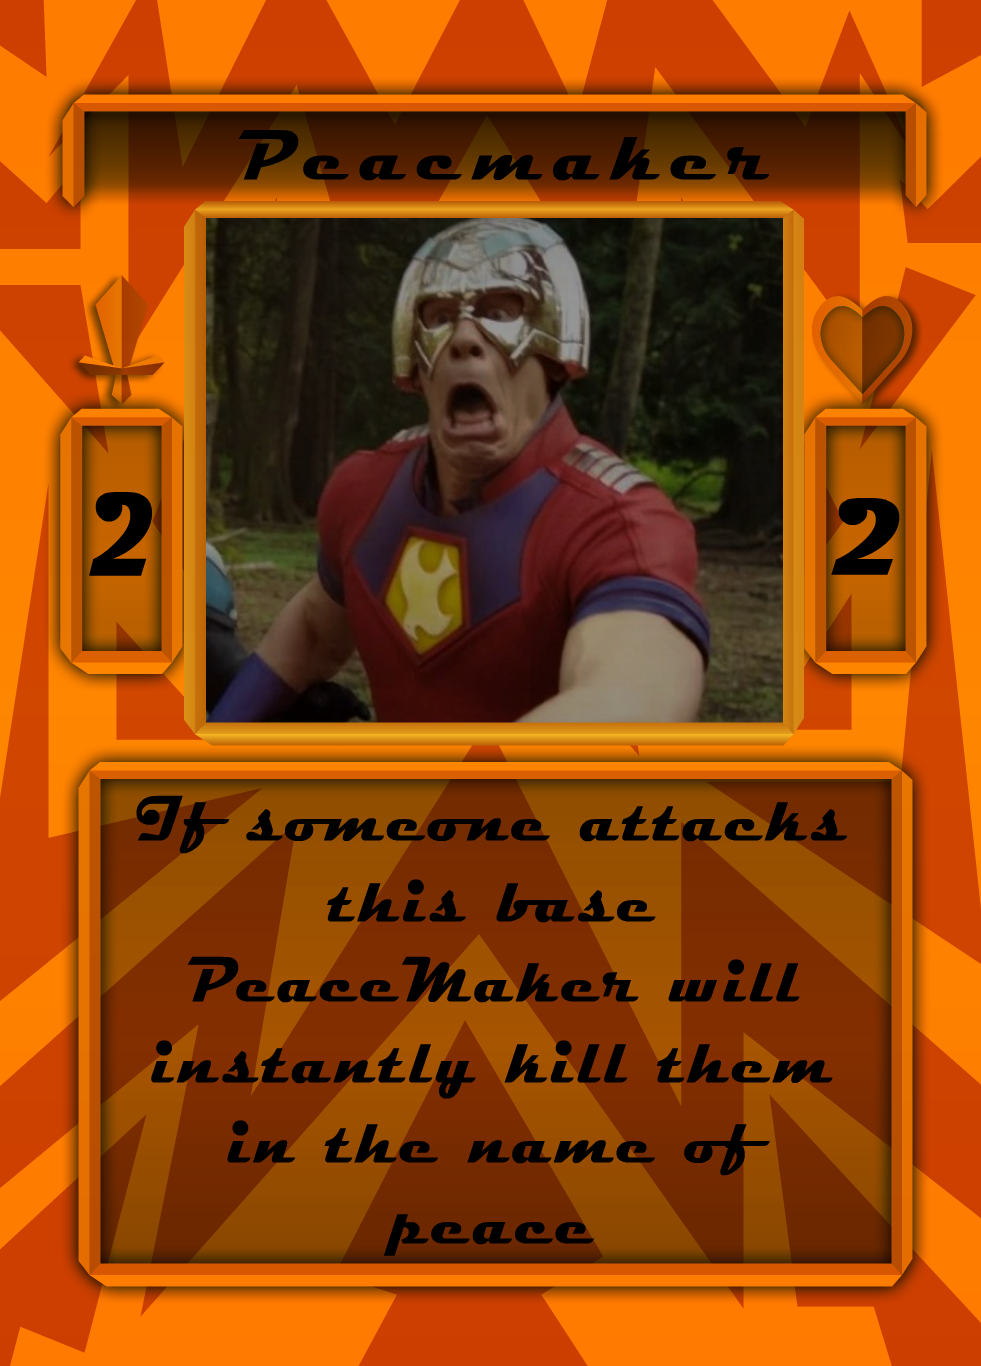 Peacmaker
2
2
If someone attacks
this base
PeaceMaker will
instantly kill them
in the name of
peace